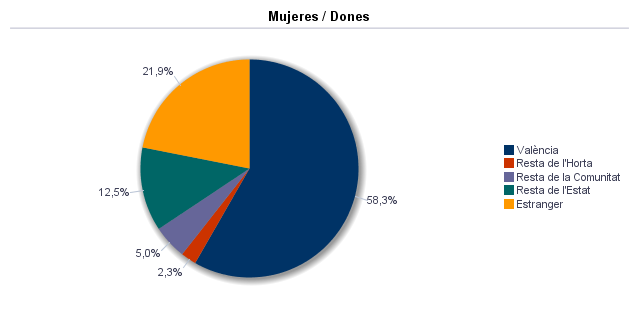 Mujeres / Dones
21,9%
12,5%
58,3%
5,0%
2,3%
València
Resta de l'Horta
Resta de la Comunitat
Resta de l'Estat
Estranger